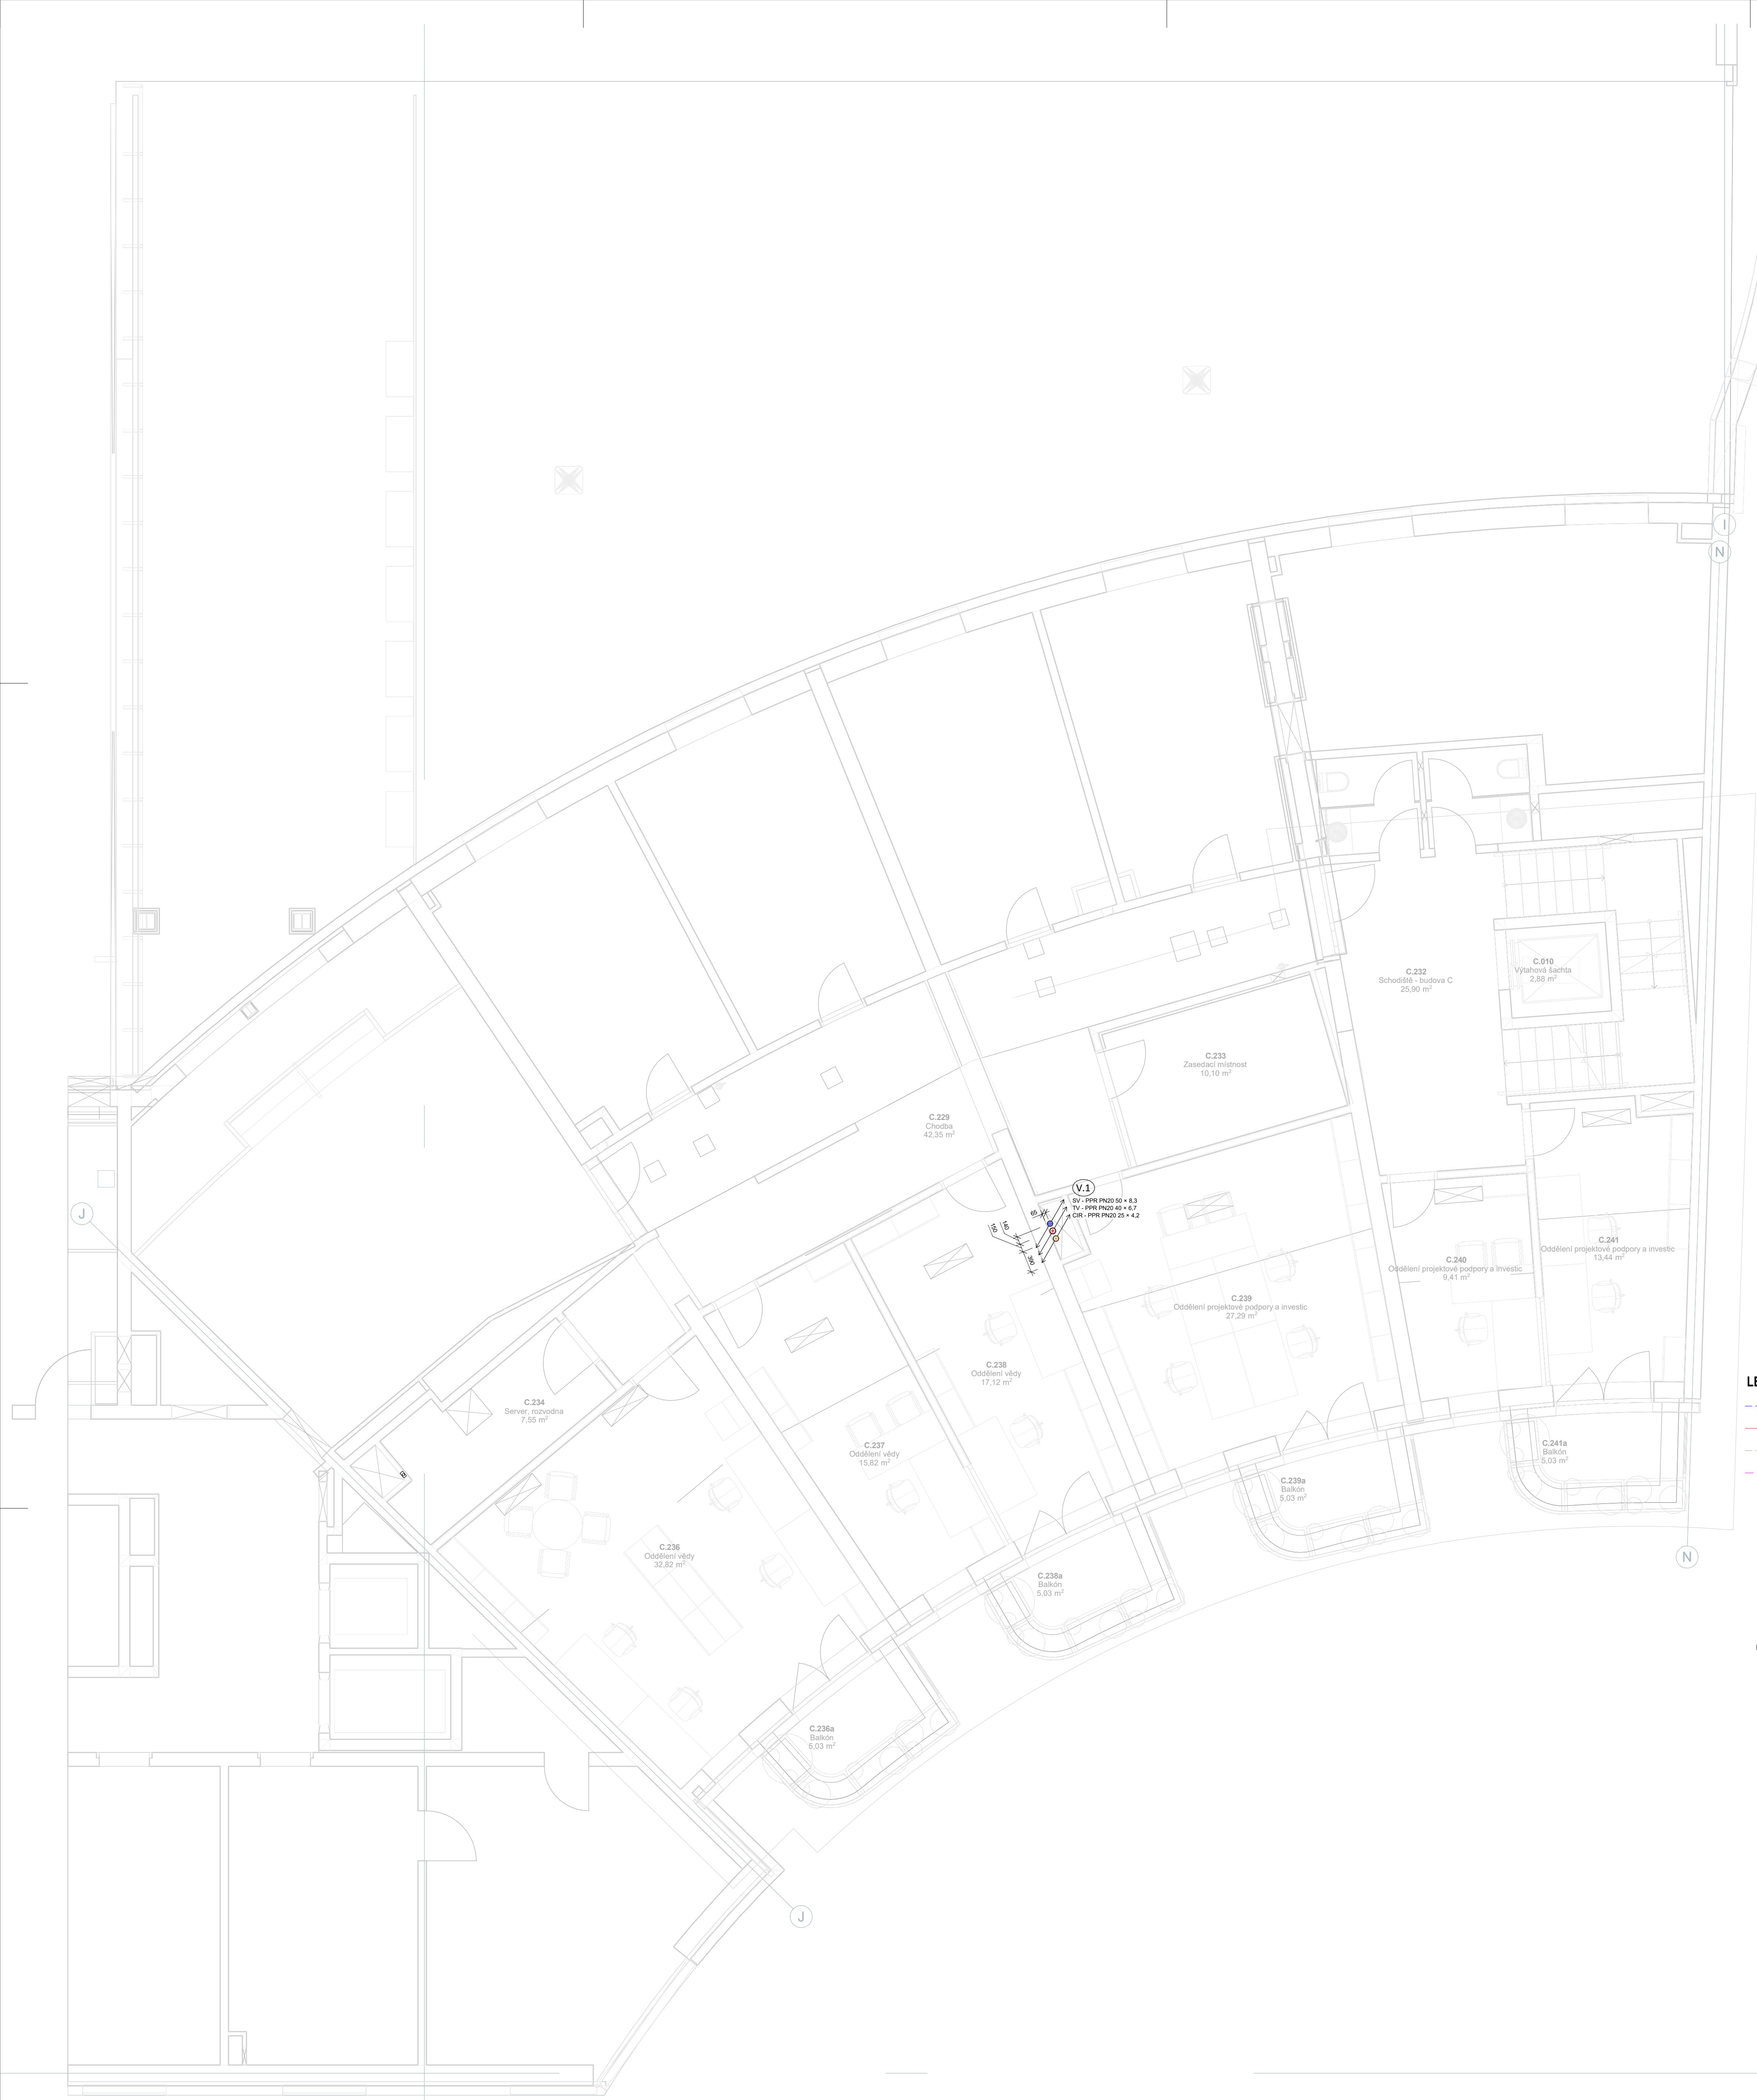 I
N
C.010
Výtahová šachta
2,88 m²
C.232
Schodiště - budova C
25,90 m²
C.233
Zasedací místnost
10,10 m²
C.229
Chodba
42,35 m²
V.1
SV - PPR PN20 50 × 8,3
TV - PPR PN20 40 × 6,7
CIR - PPR PN20 25 × 4,2
65
140
150
390
J
C.241
Oddělení projektové podpory a investic
13,44 m²
C.240
Oddělení projektové podpory a investic
9,41 m²
C.239
Oddělení projektové podpory a investic
27,29 m²
C.238
Oddělení vědy
17,12 m²
LE
C.234
Server, rozvodna
7,55 m²
C.237
Oddělení vědy
15,82 m²
C.241a
Balkón
5,03 m²
C.239a
Balkón
5,03 m²
C.236
Oddělení vědy
32,82 m²
N
C.238a
Balkón
5,03 m²
C.236a
Balkón
5,03 m²
J